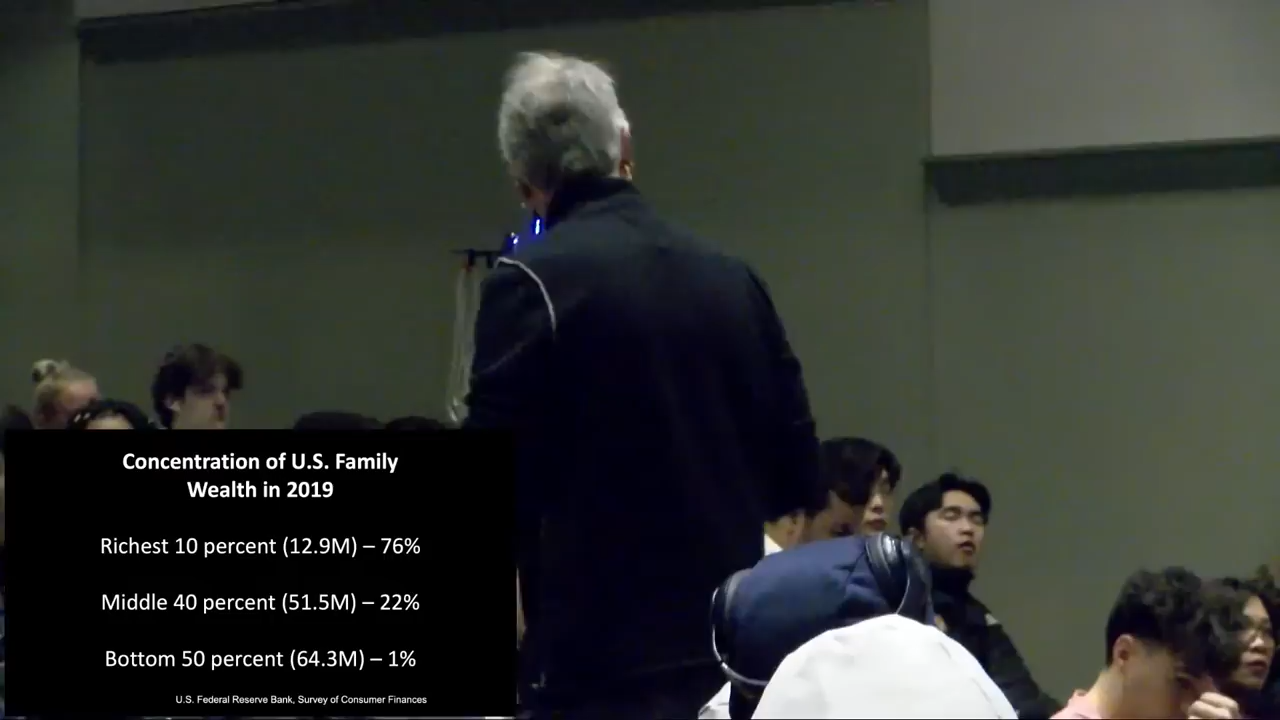 Concentration of U.S. Family
Wealth in 2019
Richest 10 percent (12.9M) – 76%
Middle 40 percent (51.5M) – 22%
Bottom 50 percent (64.3M) – 1%
U.S. Federal Reserve Bank, Survey of Consumer Finances